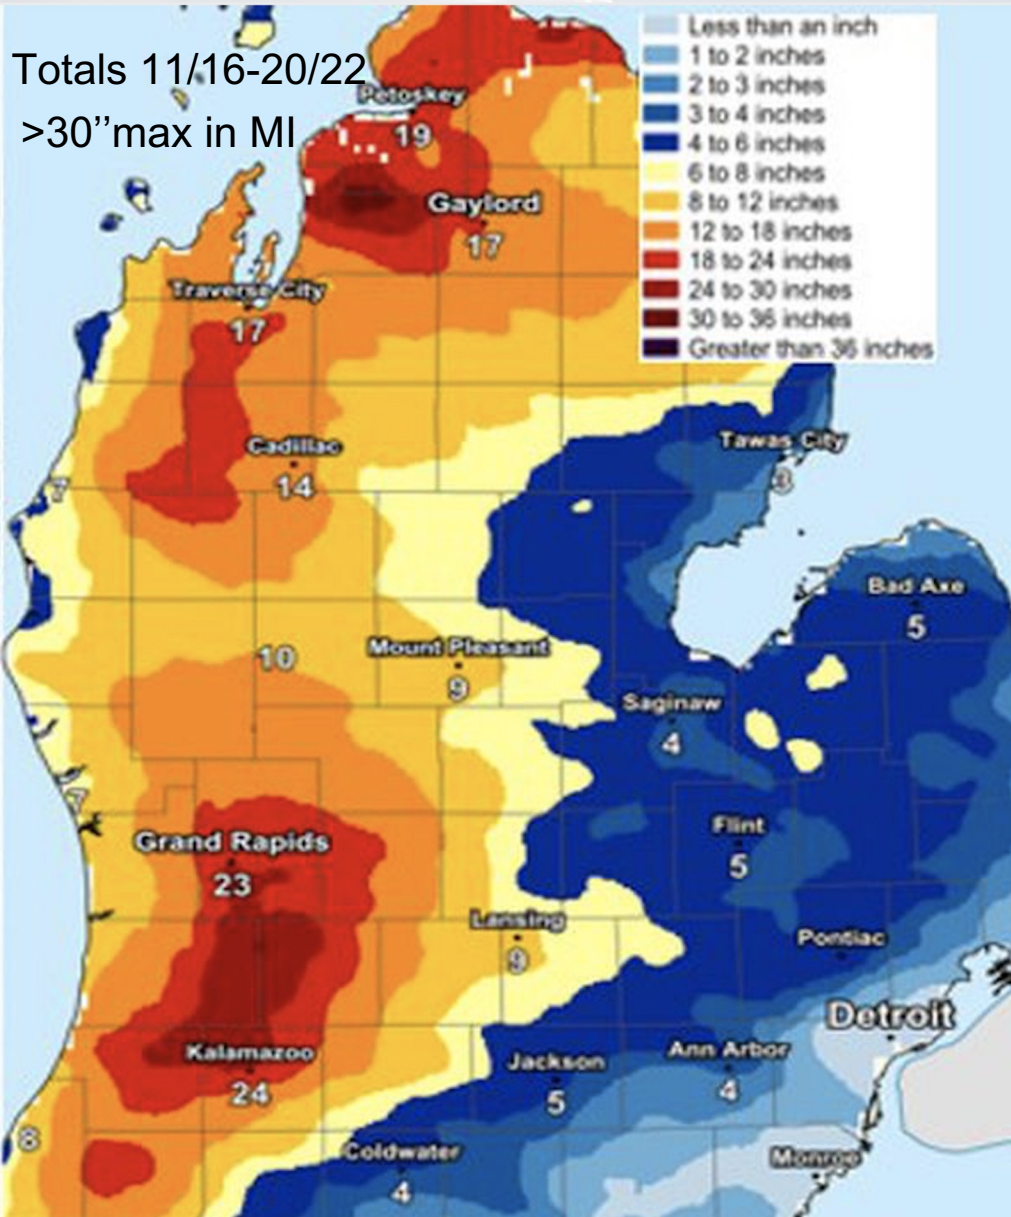 Totals 11/16-20/22
>30’’max in MI
Less than an inch
1 to 2 inches
2 to 3 inches
3 to 4 inches
4 to 6 inches
6 to 8 inches
8 to 12 inches
12 to 18 inches
18 to 24 inches
24 to 30 inches
30 to 36 inches
Greater than 36 inches
Petoskey
19
Gaylord
17
Traverse City
17
Cadillac
14
Tawas City
3
7
Bad Axe
5
10
Mount Pleasant
9
Saginaw
4
7
Grand Rapids
23
Flint
5
Lansing
9
Pontiac
Detroit
Kalamazoo
24
Jackson
5
Ann Arbor
4
8
Coldwater
4
Monroe